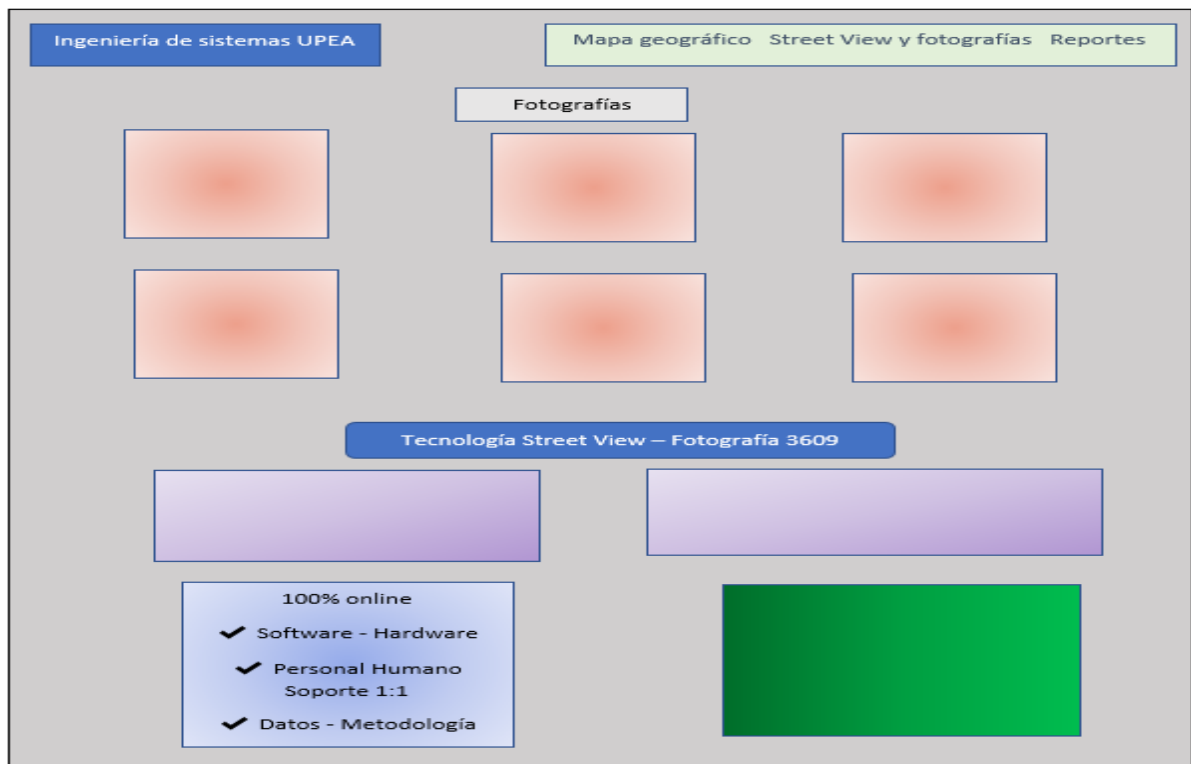 Ingeniería de sistemas UPEA
Mapa geográfico Street View y fotografías Reportes
Fotografías
Tecnología Street View – Fotografía 3609
100% online
✔ Software - Hardware
✔ Personal Humano
Soporte 1:1
✔ Datos - Metodología